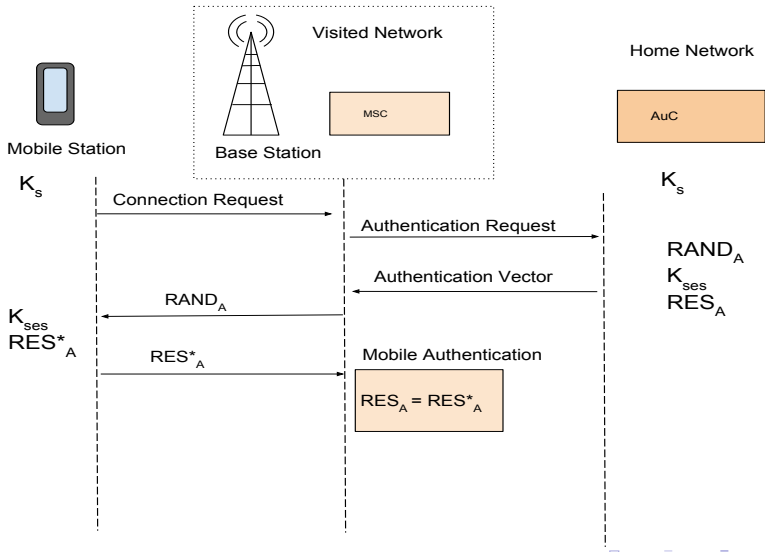 Visited Network
Home Network
MSC
AuC
Mobile Station
Base Station
K_s
K_s
Connection Request
Authentication Request
RAND_A
K_ses
RES_A
Authentication Vector
RAND_A
K_ses
RES*_A
RES*_A
Mobile Authentication
RES_A = RES*_A